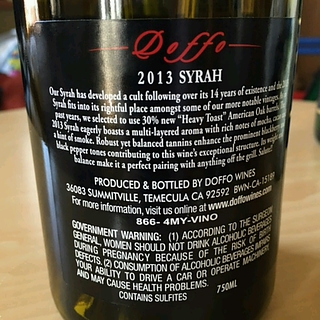 Doffo
2013 SYRAH
Our Syrah has developed a cult following over its 14 years of existence and the 2013
Syrah fits into its rightful place amongst some of our more notable vintages.
past years, we selected to use 30% new "Heavy Toast" American Oak barrels.
2013 Syrah eagerly boasts a multi-layered aroma with rich notes of mocha,
a hint of smoke. Robust yet balanced tannins enhance the prominent blackberry
black pepper tones contributing to this wine's exceptional structure. In
balance make it a perfect pairing with anything off the grill. Salute!
PRODUCED & BOTTLED BY DOFFO WINES
36083 SUMMITVILLE, TEMECULA CA 92592 BWN-CA-15189
For more information, visit us online at www.doffowines.com
866- 4MY-VINO
GOVERNMENT WARNING: (1) ACCORDING TO THE SURGEON
GENERAL, WOMEN SHOULD NOT DRINK ALCOHOLIC BEVERAGES
DURING PREGNANCY BECAUSE OF THE RISK OF BIRTH
DEFECTS. (2) CONSUMPTION OF ALCOHOLIC BEVERAGES IMPAIRS
YOUR ABILITY TO DRIVE A CAR OR OPERATE MACHINERY,
AND MAY CAUSE HEALTH PROBLEMS. 750ML
CONTAINS SULFITES